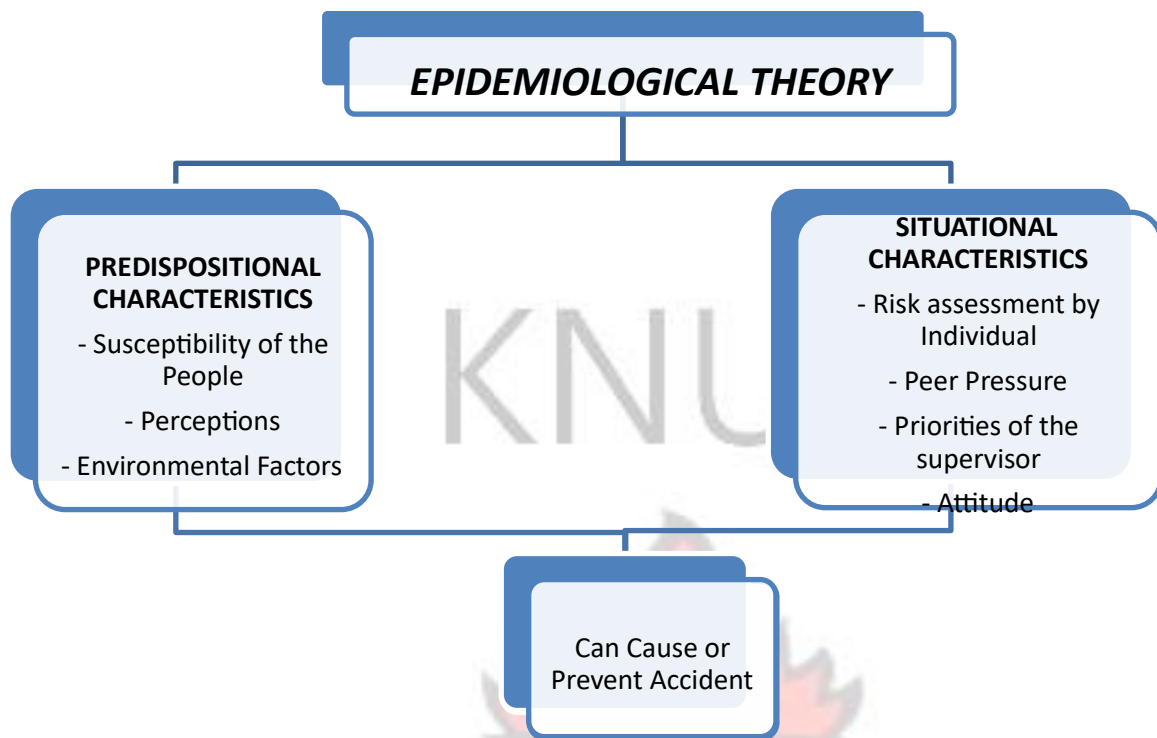 EPIDEMIOLOGICAL THEORY
PREDISPOSITIONAL
CHARACTERISTICS
- Susceptibility of the
People
- Perceptions
- Environmental Factors
SITUATIONAL
CHARACTERISTICS
- Risk assessment by
Individual
- Peer Pressure
- Priorities of the
supervisor
- Attitude
KNU
Can Cause or
Prevent Accident